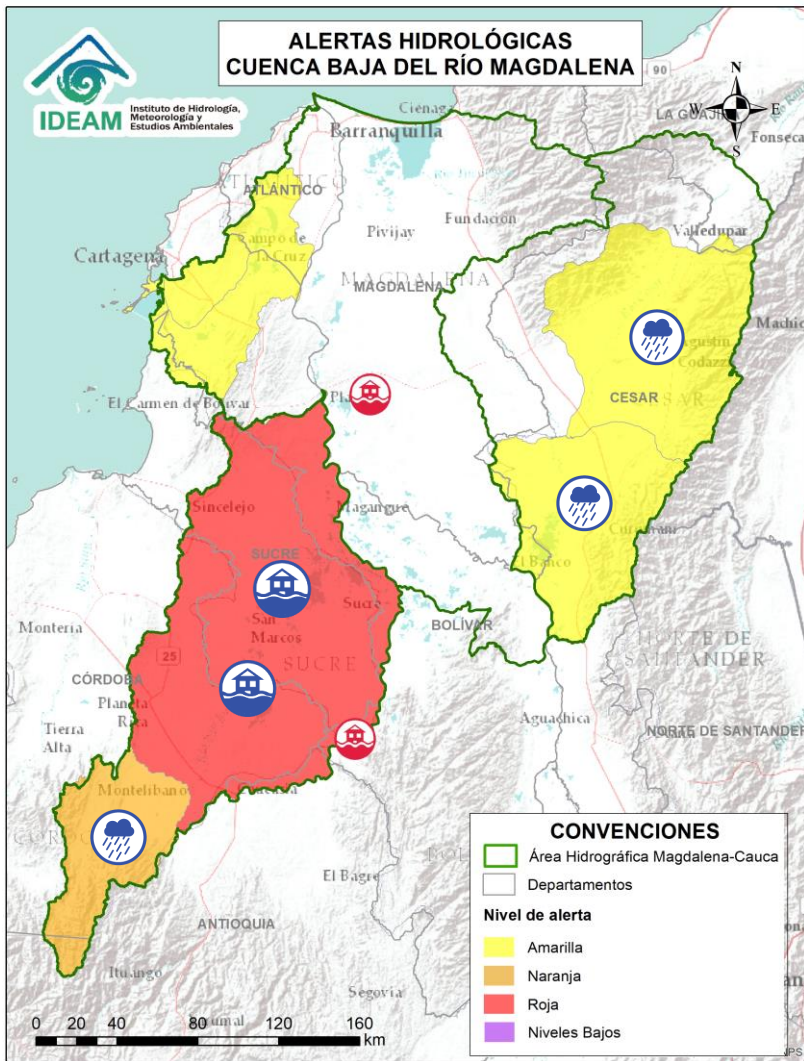 ALERTAS HIDROLÓGICAS
CUENCA BAJA DEL RÍO MAGDALENA
IDEAM
Instituto de Hidrología,
Meteorología y
Estudios Ambientales
N
W E
S
90
Ciénaga
LA GUAJIRA
Barranquilla
Fonseca
ATLÁNTICO
Pivijay
Fundación
Valledupar
Cartagena
Campo de
la Cruz
MAGDALENA
MAGDALENA
Agustín
Codazzi
CESAR
El Carmen de Bolívar
Sincelejo
Magangué
Curumaní
SUCRE
El Banco
Sucre
San
Marcos
BOLÍVAR
Montería
25
SUCRE
NORTE DE
SANTANDER
CÓRDOBA
Planeta
Rica
Aguachica
Tierra
Alta
NORTE DE SANTANDER
Montelíbano
Caucasia
El Bagre
ANTIOQUIA
Ituango
Segovia
0 20 40 80 120 160
km
CONVENCIONES
Área Hidrográfica Magdalena-Cauca
Departamentos
Nivel de alerta
Amarilla
Naranja
Roja
Niveles Bajos